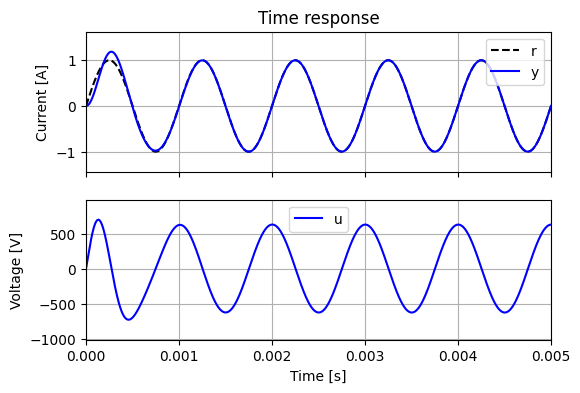 Time response
Current [A]
1
0
−1
r
y
Voltage [V]
500
0
−500
−1000
u
0.000
0.001
0.002
0.003
0.004
0.005
Time [s]